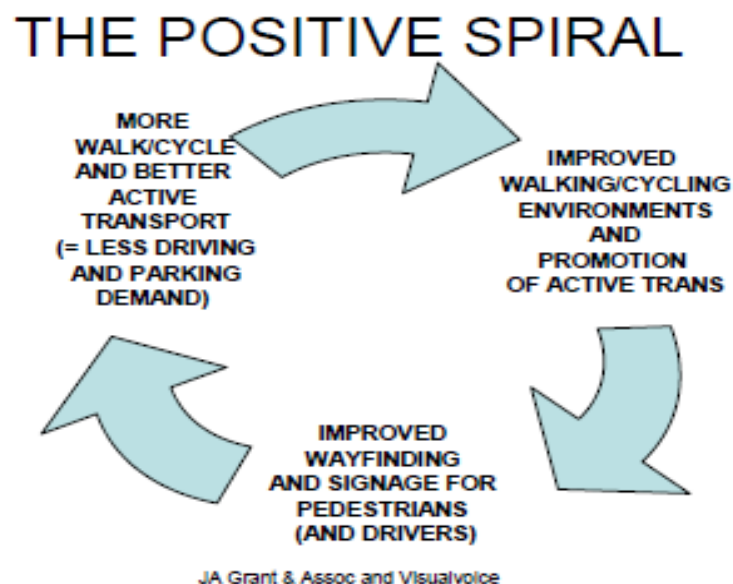 THE POSITIVE SPIRAL
MORE
WALK/CYCLE
AND BETTER
ACTIVE
TRANSPORT
(= LESS DRIVING
AND PARKING
DEMAND)
IMPROVED
WALKING/CYCLING
ENVIRONMENTS
AND
PROMOTION
OF ACTIVE TRANS
IMPROVED
WAYFINDING
AND SIGNAGE FOR
PEDESTRIANS
(AND DRIVERS)
JA Grant & Assoc and Visualvoice